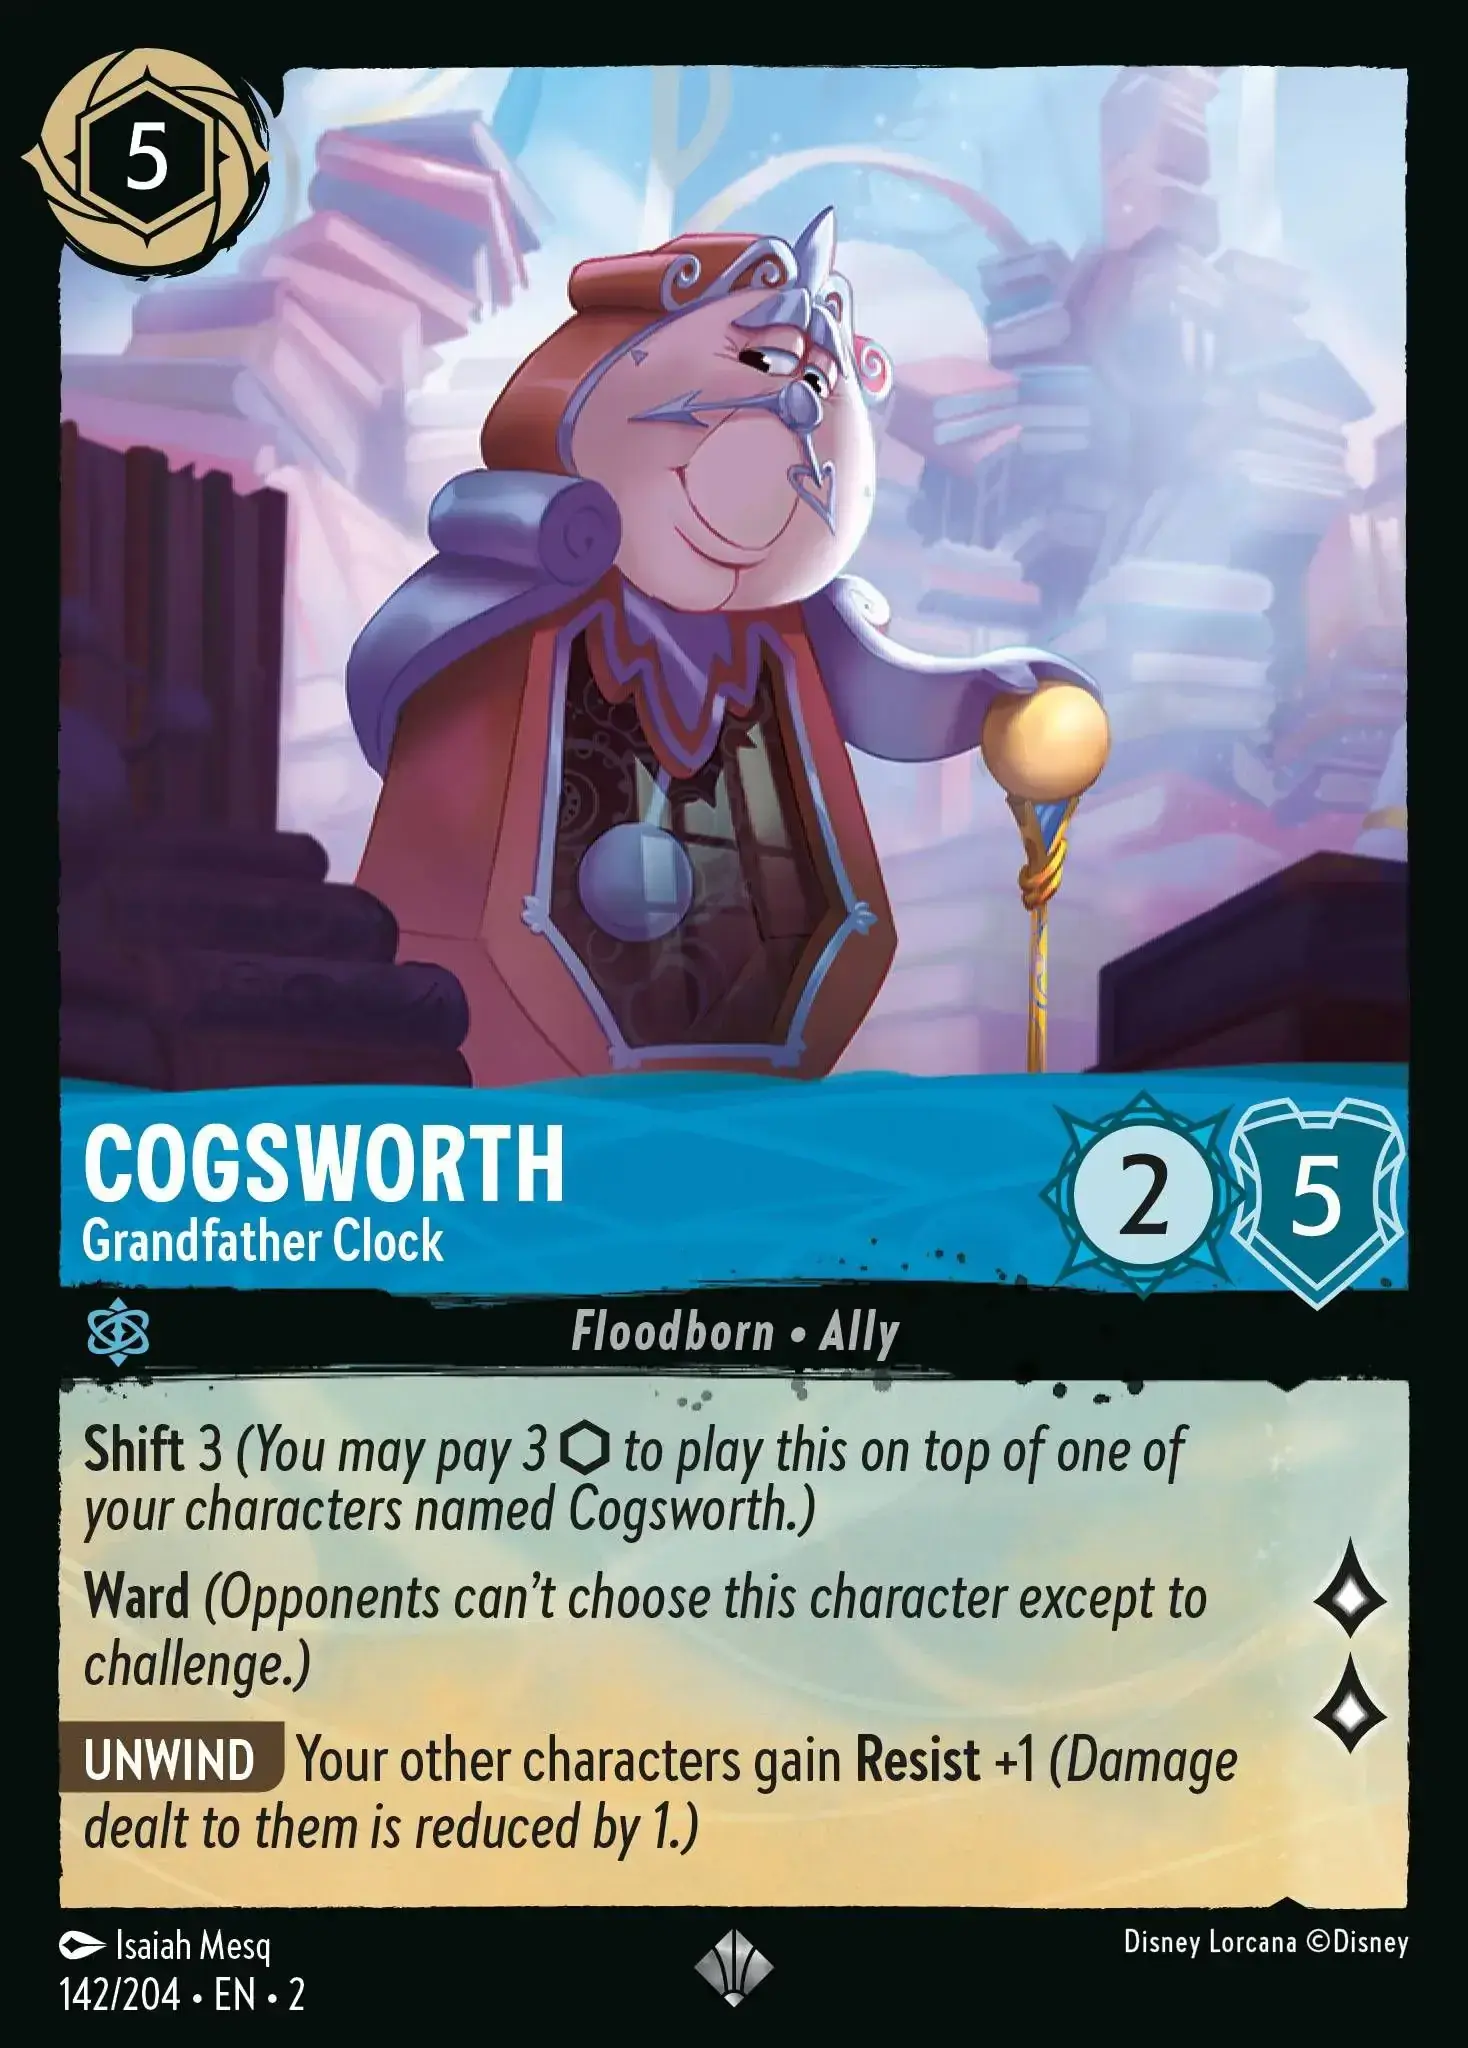 5
COGSWORTH
Grandfather Clock
2
5
Floodborn • Ally
Shift 3 (You may pay 3 ⬡ to play this on top of one of
your characters named Cogsworth.)
Ward (Opponents can't choose this character except to
challenge.)
UNWIND Your other characters gain Resist +1 (Damage
dealt to them is reduced by 1.)
Isaiah Mesq
142/204 • EN • 2
Disney Lorcana ©Disney